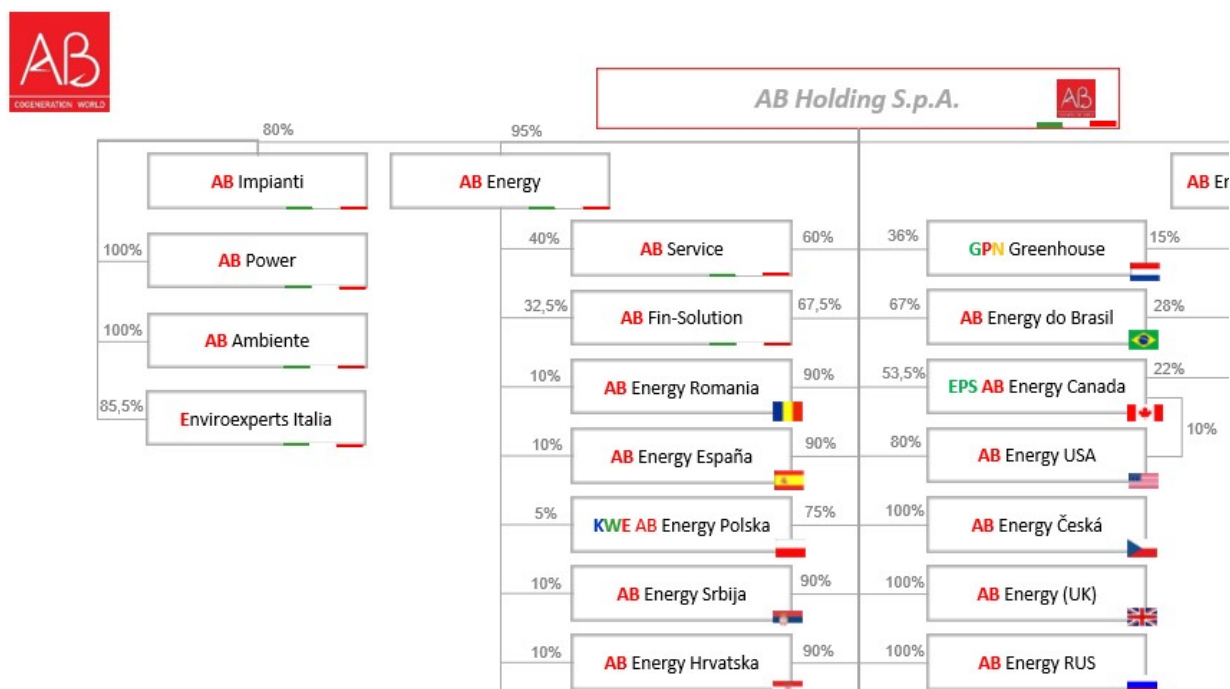 AB
COGENERATION WORLD
AB Holding S.p.A.
AB
80%
95%
AB Impianti
AB Energy
AB En
40%
AB Service
60%
36%
GPN Greenhouse
15%
100%
AB Power
32,5%
AB Fin-Solution
67,5%
67%
AB Energy do Brasil
28%
100%
AB Ambiente
10%
AB Energy Romania
90%
53,5%
EPS AB Energy Canada
22%
85,5%
Enviroexperts Italia
10%
10%
AB Energy España
90%
80%
AB Energy USA
5%
KWE AB Energy Polska
75%
100%
AB Energy Česká
10%
AB Energy Srbija
90%
100%
AB Energy (UK)
10%
AB Energy Hrvatska
90%
100%
AB Energy RUS